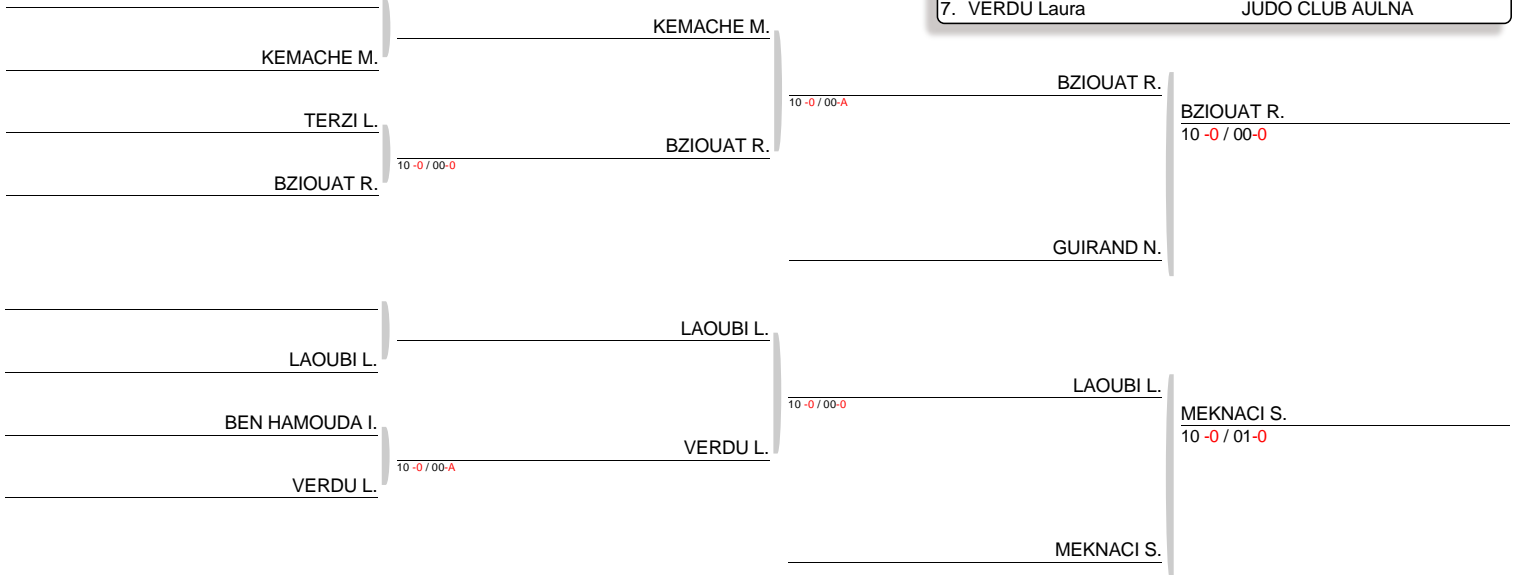 7. VERDU Laura JUDO CLUB AULNA
KEMACHE M.
KEMACHE M.
BZIOUAT R.
10 -0 / 00-A
BZIOUAT R.
10 -0 / 00-0
TERZI L.
BZIOUAT R.
10 -0 / 00-0
BZIOUAT R.
GUIRAND N.
LAOUBI L.
LAOUBI L.
LAOUBI L.
10 -0 / 00-0
MEKNACI S.
10 -0 / 01-0
BEN HAMOUDA I.
VERDU L.
10 -0 / 00-A
VERDU L.
MEKNACI S.